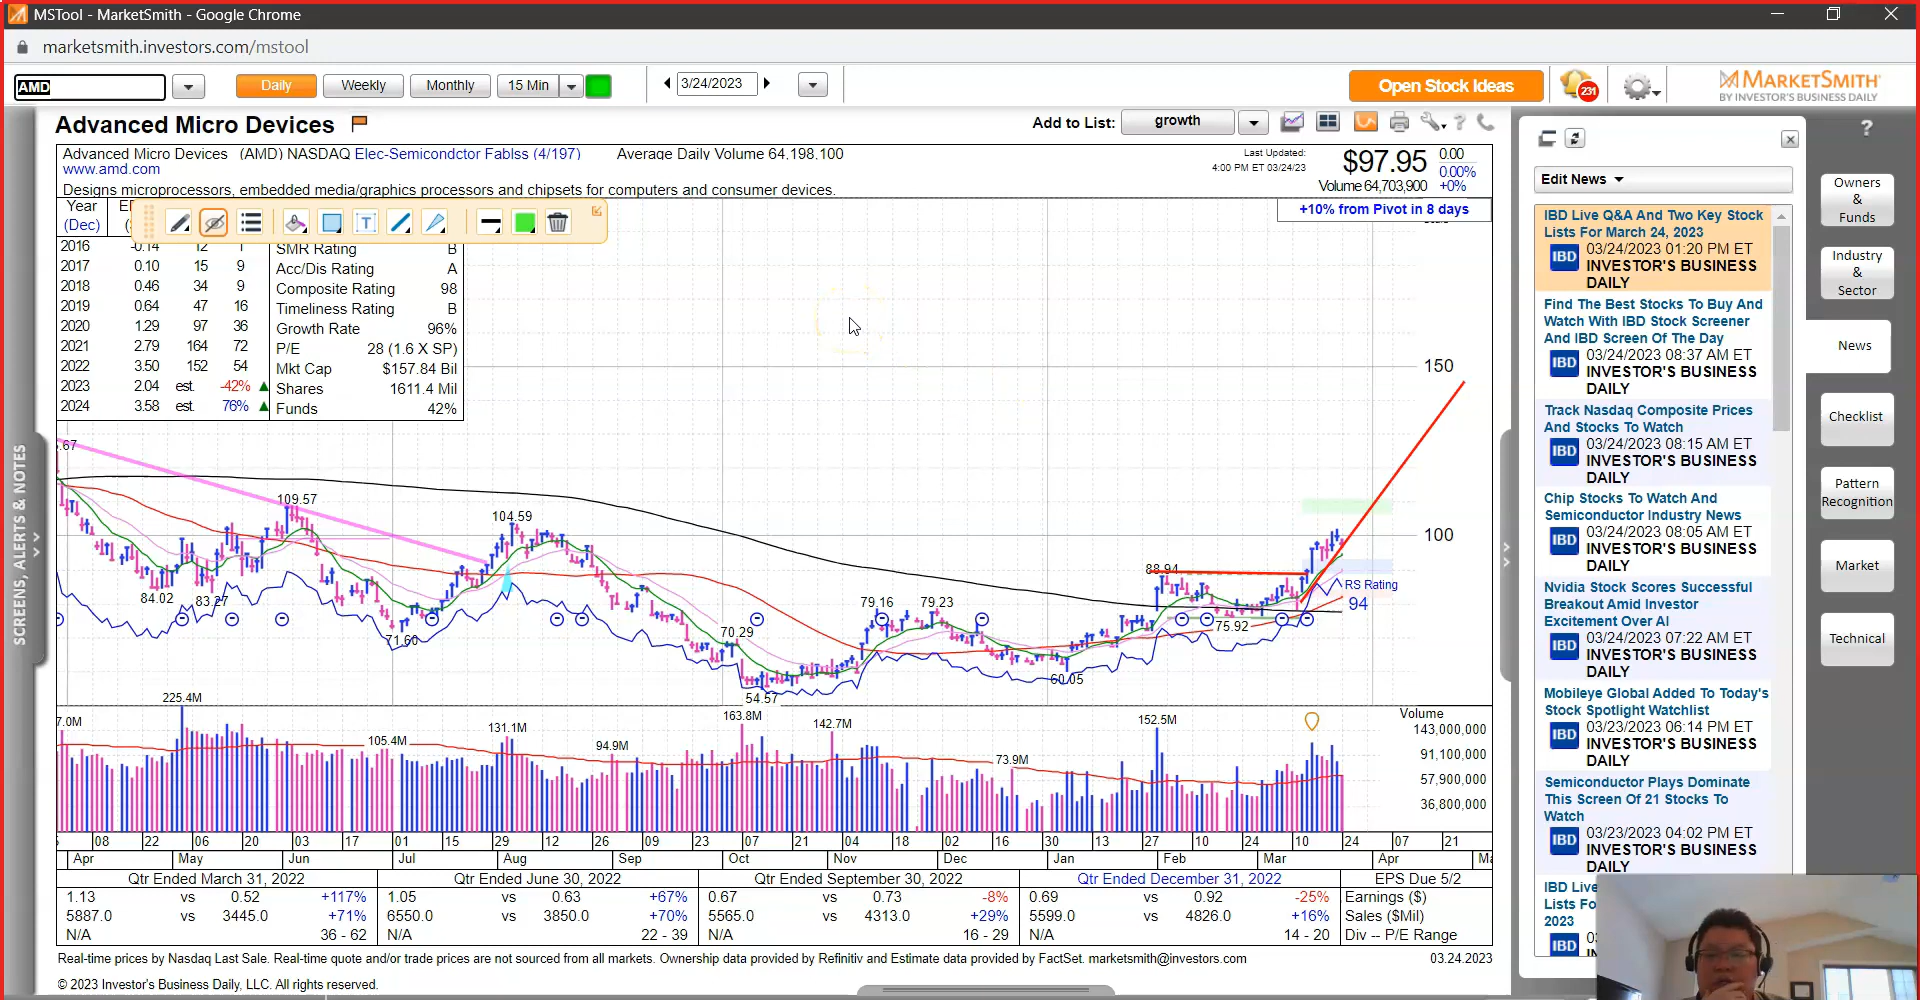 MSTool - MarketSmith - Google Chrome
marketsmith.investors.com/mstool
AMD
Daily
Weekly
Monthly
15 Min
3/24/2023
Open Stock Ideas
231
MARKETSMITH
BY INVESTOR'S BUSINESS DAILY
Advanced Micro Devices
Add to List:
growth
Advanced Micro Devices (AMD) NASDAQ Elec-Semiconductor Fablss (4/197) Average Daily Volume 64,198,100
www.amd.com
Designs microprocessors, embedded media/graphics processors and chipsets for computers and consumer devices.
Last Updated:
4:00 PM ET 03/24/23
$97.95
0.00
0.00%
Volume 64,703,900 +0%
+10% from Pivot in 8 days
Year
(Dec)
2016 -0.14 12 1
2017 0.10 15 9
2018 0.46 34 9
2019 0.64 47 16
2020 1.29 97 36
2021 2.79 164 72
2022 3.50 152 54
2023 2.04 est. -42%
2024 3.58 est. 76%
SMR Rating B
Acc/Dis Rating A
Composite Rating 98
Timeliness Rating B
Growth Rate 96%
P/E 28 (1.6 X SP)
Mkt Cap $157.84 Bil
Shares 1611.4 Mil
Funds 42%
150
100
.67
109.57
104.59
84.02
83.27
71.60
70.29
54.57
79.16
79.23
60.05
88.94
75.92
RS Rating
94
7.0M
225.4M
105.4M
131.1M
94.9M
163.8M
142.7M
73.9M
152.5M
Volume
143,000,000
91,100,000
57,900,000
36,800,000
08 22 06 20 03 17 01 15 29 12 26 09 23 07 21 04 18 02 16 30 13 27 10 24 10 24 07 21
Apr May Jun Jul Aug Sep Oct Nov Dec Jan Feb Mar Apr
Qtr Ended March 31, 2022
1.13 vs 0.52 +117%
5887.0 vs 3445.0 +71%
N/A 36 - 62
Qtr Ended June 30, 2022
1.05 vs 0.63 +67%
6550.0 vs 3850.0 +70%
N/A 22 - 39
Qtr Ended September 30, 2022
0.67 vs 0.73 -8%
5565.0 vs 4313.0 +29%
N/A 16 - 29
Qtr Ended December 31, 2022
0.69 vs 0.92 -25%
5599.0 vs 4826.0 +16%
N/A 14 - 20
EPS Due 5/2
Earnings ($)
Sales ($Mil)
Div -- P/E Range
Real-time prices by Nasdaq Last Sale. Real-time quote and/or trade prices are not sourced from all markets. Ownership data provided by Refinitiv and Estimate data provided by FactSet. marketsmith@investors.com
03.24.2023
© 2023 Investor's Business Daily, LLC. All rights reserved.
SCREENS, ALERTS & NOTES
Edit News
IBD Live Q&A And Two Key Stock
Lists For March 24, 2023
IBD
03/24/2023 01:20 PM ET
INVESTOR'S BUSINESS
DAILY
Find The Best Stocks To Buy And
Watch With IBD Stock Screener
And IBD Screen Of The Day
IBD
03/24/2023 08:37 AM ET
INVESTOR'S BUSINESS
DAILY
Track Nasdaq Composite Prices
And Stocks To Watch
IBD
03/24/2023 08:15 AM ET
INVESTOR'S BUSINESS
DAILY
Chip Stocks To Watch And
Semiconductor Industry News
IBD
03/24/2023 08:05 AM ET
INVESTOR'S BUSINESS
DAILY
Nvidia Stock Scores Successful
Breakout Amid Investor
Excitement Over AI
IBD
03/24/2023 07:22 AM ET
INVESTOR'S BUSINESS
DAILY
Mobileye Global Added To Today's
Stock Spotlight Watchlist
IBD
03/23/2023 06:14 PM ET
INVESTOR'S BUSINESS
DAILY
Semiconductor Plays Dominate
This Screen Of 21 Stocks To
Watch
IBD
03/23/2023 04:02 PM ET
INVESTOR'S BUSINESS
DAILY
IBD Live
Lists Fo
2023
IBD
Owners
&
Funds
Industry
&
Sector
News
Checklist
Pattern
Recognition
Market
Technical